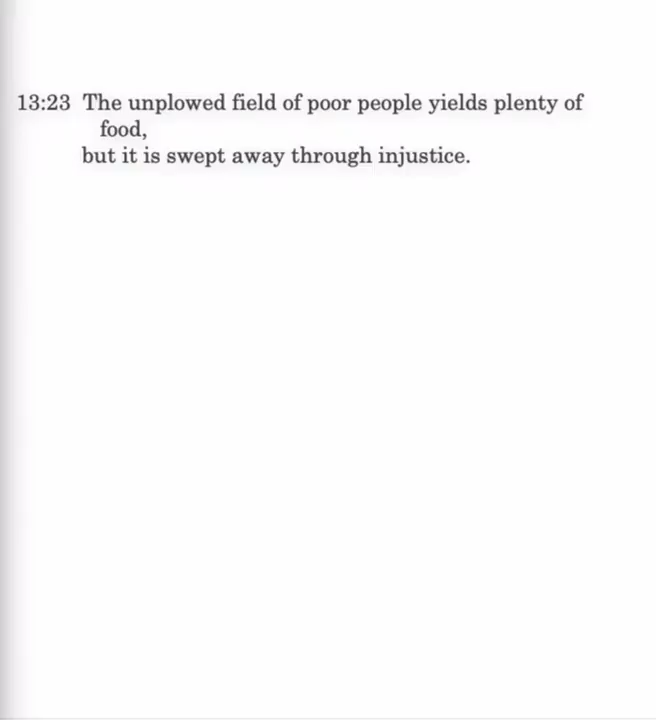 13:23 The unplowed field of poor people yields plenty of
food,
but it is swept away through injustice.